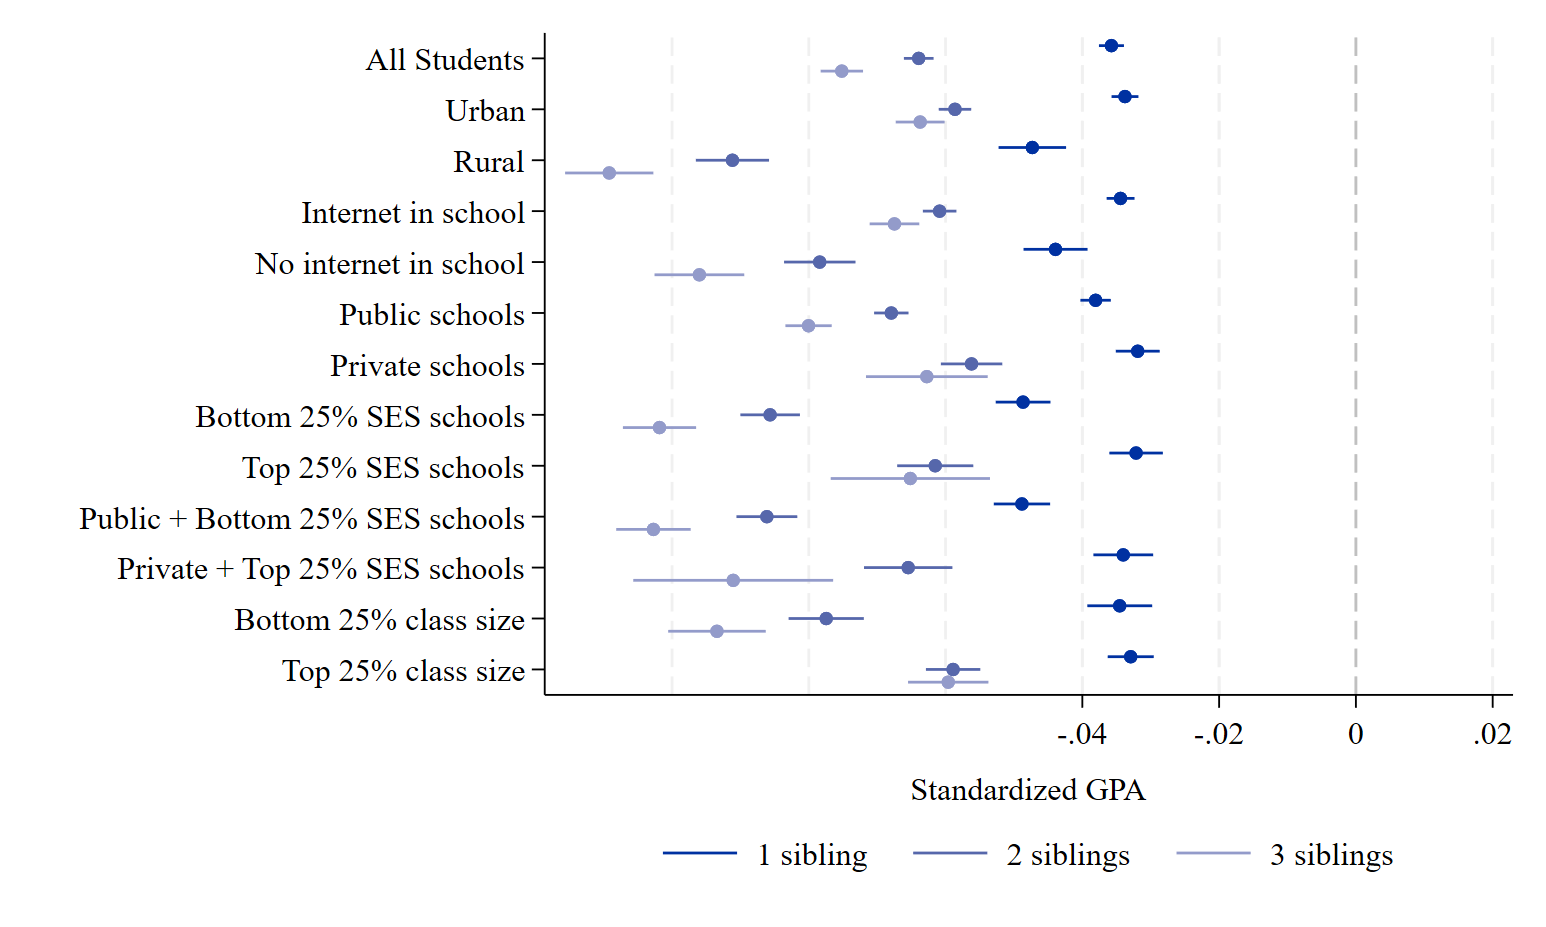 All Students
Urban
Rural
Internet in school
No internet in school
Public schools
Private schools
Bottom 25% SES schools
Top 25% SES schools
Public + Bottom 25% SES schools
Private + Top 25% SES schools
Bottom 25% class size
Top 25% class size
-.04 -.02 0 .02
Standardized GPA
1 sibling 2 siblings 3 siblings